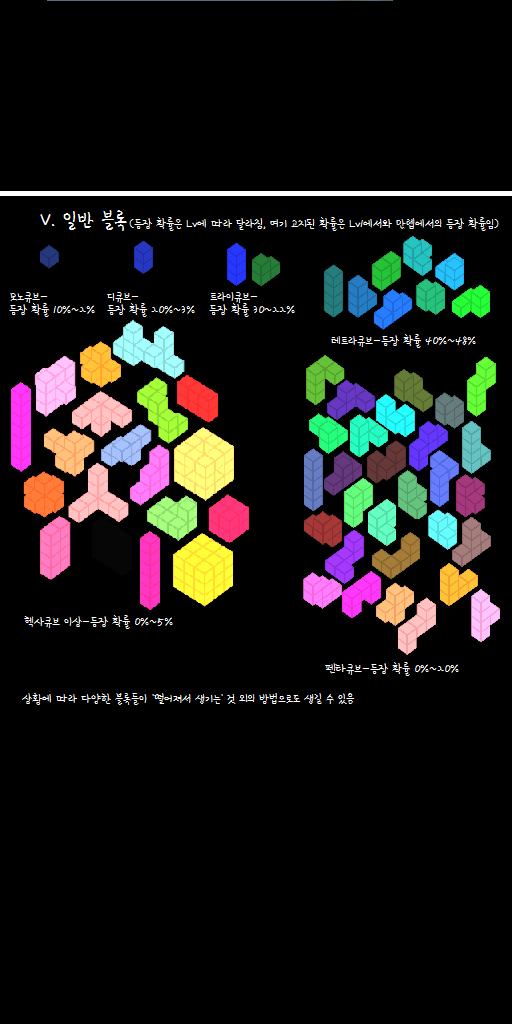 V. 일반 블록(등장 확률은 Lv에 따라 달라짐, 여기 고지된 확률은 Lv1에서와 만렙에서의 등장 확률임)
모노큐브-
등장 확률 10%~2%
디큐브-
등장 확률 20%~3%
트라이큐브-
등장 확률 30~22%
테트라큐브-등장 확률 40%~48%
헥사큐브 이상-등장 확률 0%~5%
펜타큐브-등장 확률 0%~20%
상황에 따라 다양한 블록들이 '떨어져서 생기는' 것 외의 방법으로도 생길 수 있음